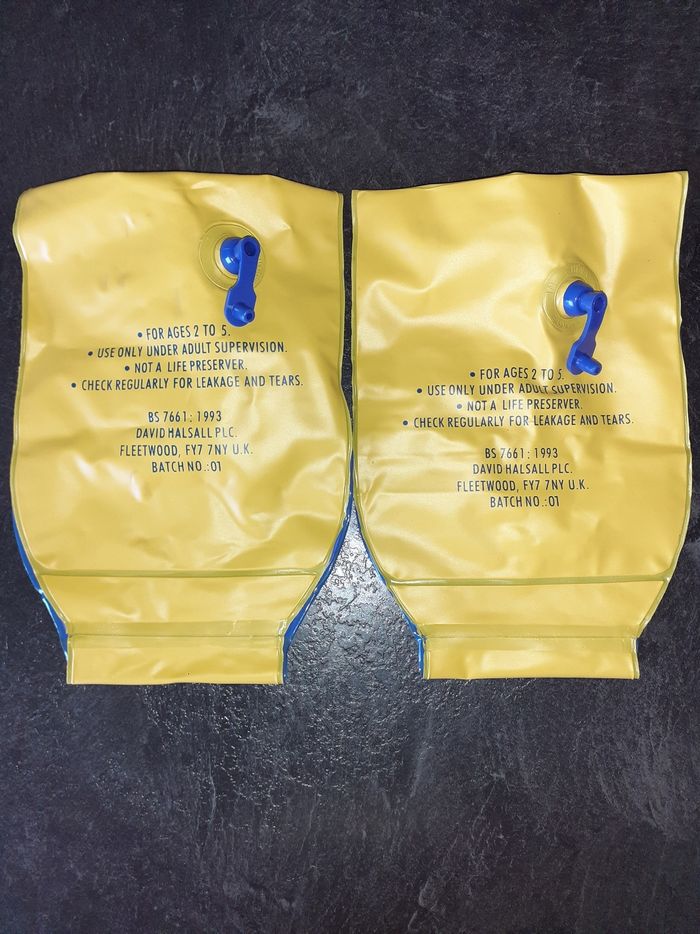 • FOR AGES 2 TO 5.
• USE ONLY UNDER ADULT SUPERVISION.
• NOT A LIFE PRESERVER.
• CHECK REGULARLY FOR LEAKAGE AND TEARS.
BS 7661 : 1993
DAVID HALSALL PLC.
FLEETWOOD, FY7 7NY U.K.
BATCH NO.:01
• FOR AGES 2 TO 5.
• USE ONLY UNDER ADULT SUPERVISION.
• NOT A LIFE PRESERVER.
• CHECK REGULARLY FOR LEAKAGE AND TEARS.
BS 7661 : 1993
DAVID HALSALL PLC.
FLEETWOOD, FY7 7NY U.K.
BATCH NO.:01